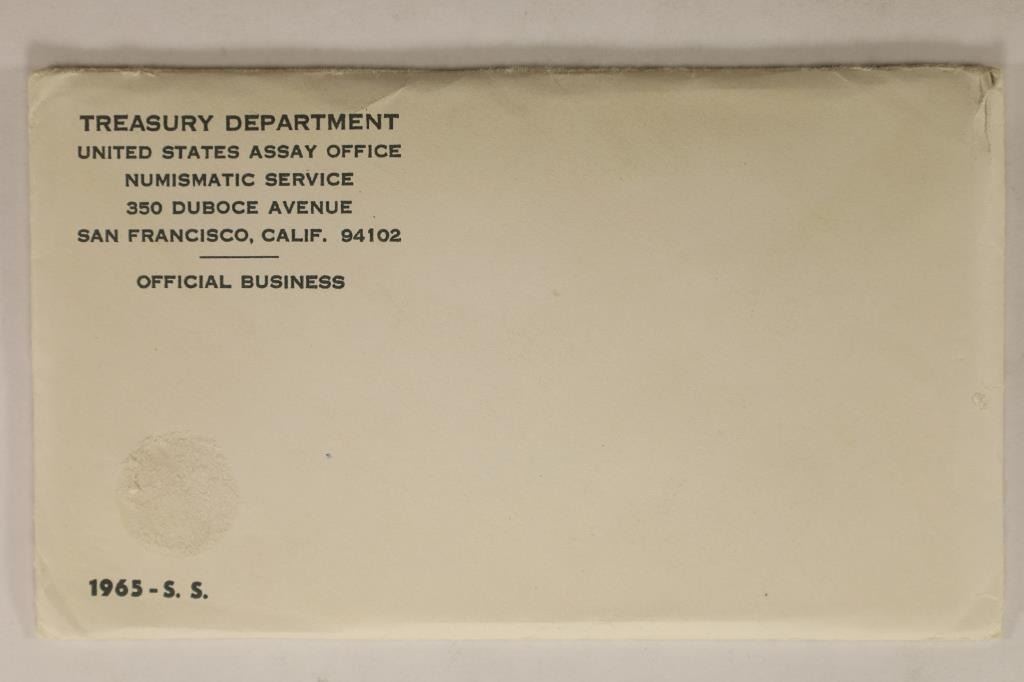 TREASURY DEPARTMENT
UNITED STATES ASSAY OFFICE
NUMISMATIC SERVICE
350 DUBOCE AVENUE
SAN FRANCISCO, CALIF. 94102
OFFICIAL BUSINESS
1965-S. S.